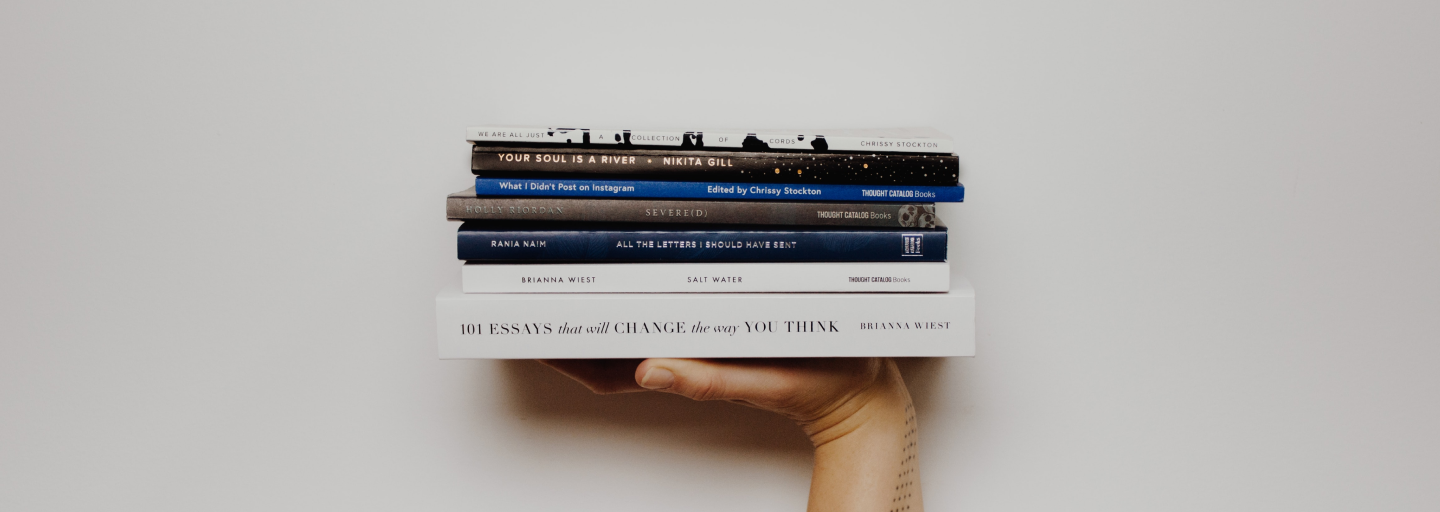 WE ARE ALL JUST A COLLECTION OF CORDS CHRISSY STOCKTON
YOUR SOUL IS A RIVER • NIKITA GILL
What I Didn't Post on Instagram Edited by Chrissy Stockton THOUGHT CATALOG Books
HOLLY RIORDAN SEVERE(D) THOUGHT CATALOG Books
RANIA NAIM ALL THE LETTERS I SHOULD HAVE SENT
BRIANNA WIEST SALT WATER THOUGHT CATALOG Books
101 ESSAYS that will CHANGE the way YOU THINK BRIANNA WIEST